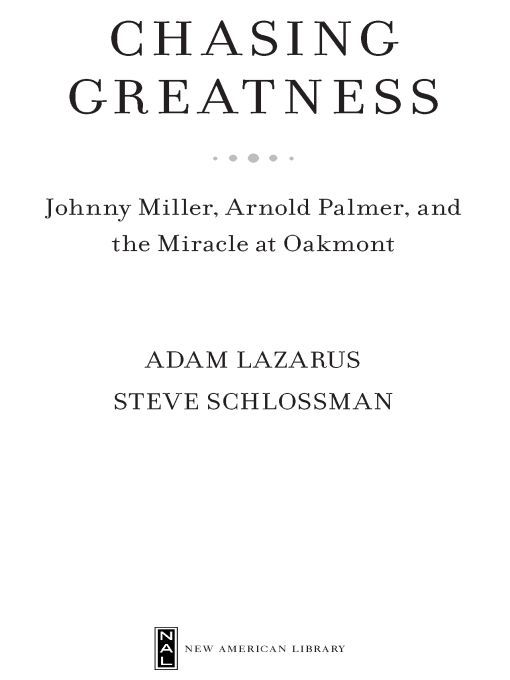 CHASING
GREATNESS
Johnny Miller, Arnold Palmer, and
the Miracle at Oakmont
ADAM LAZARUS
STEVE SCHLOSSMAN
NAL NEW AMERICAN LIBRARY